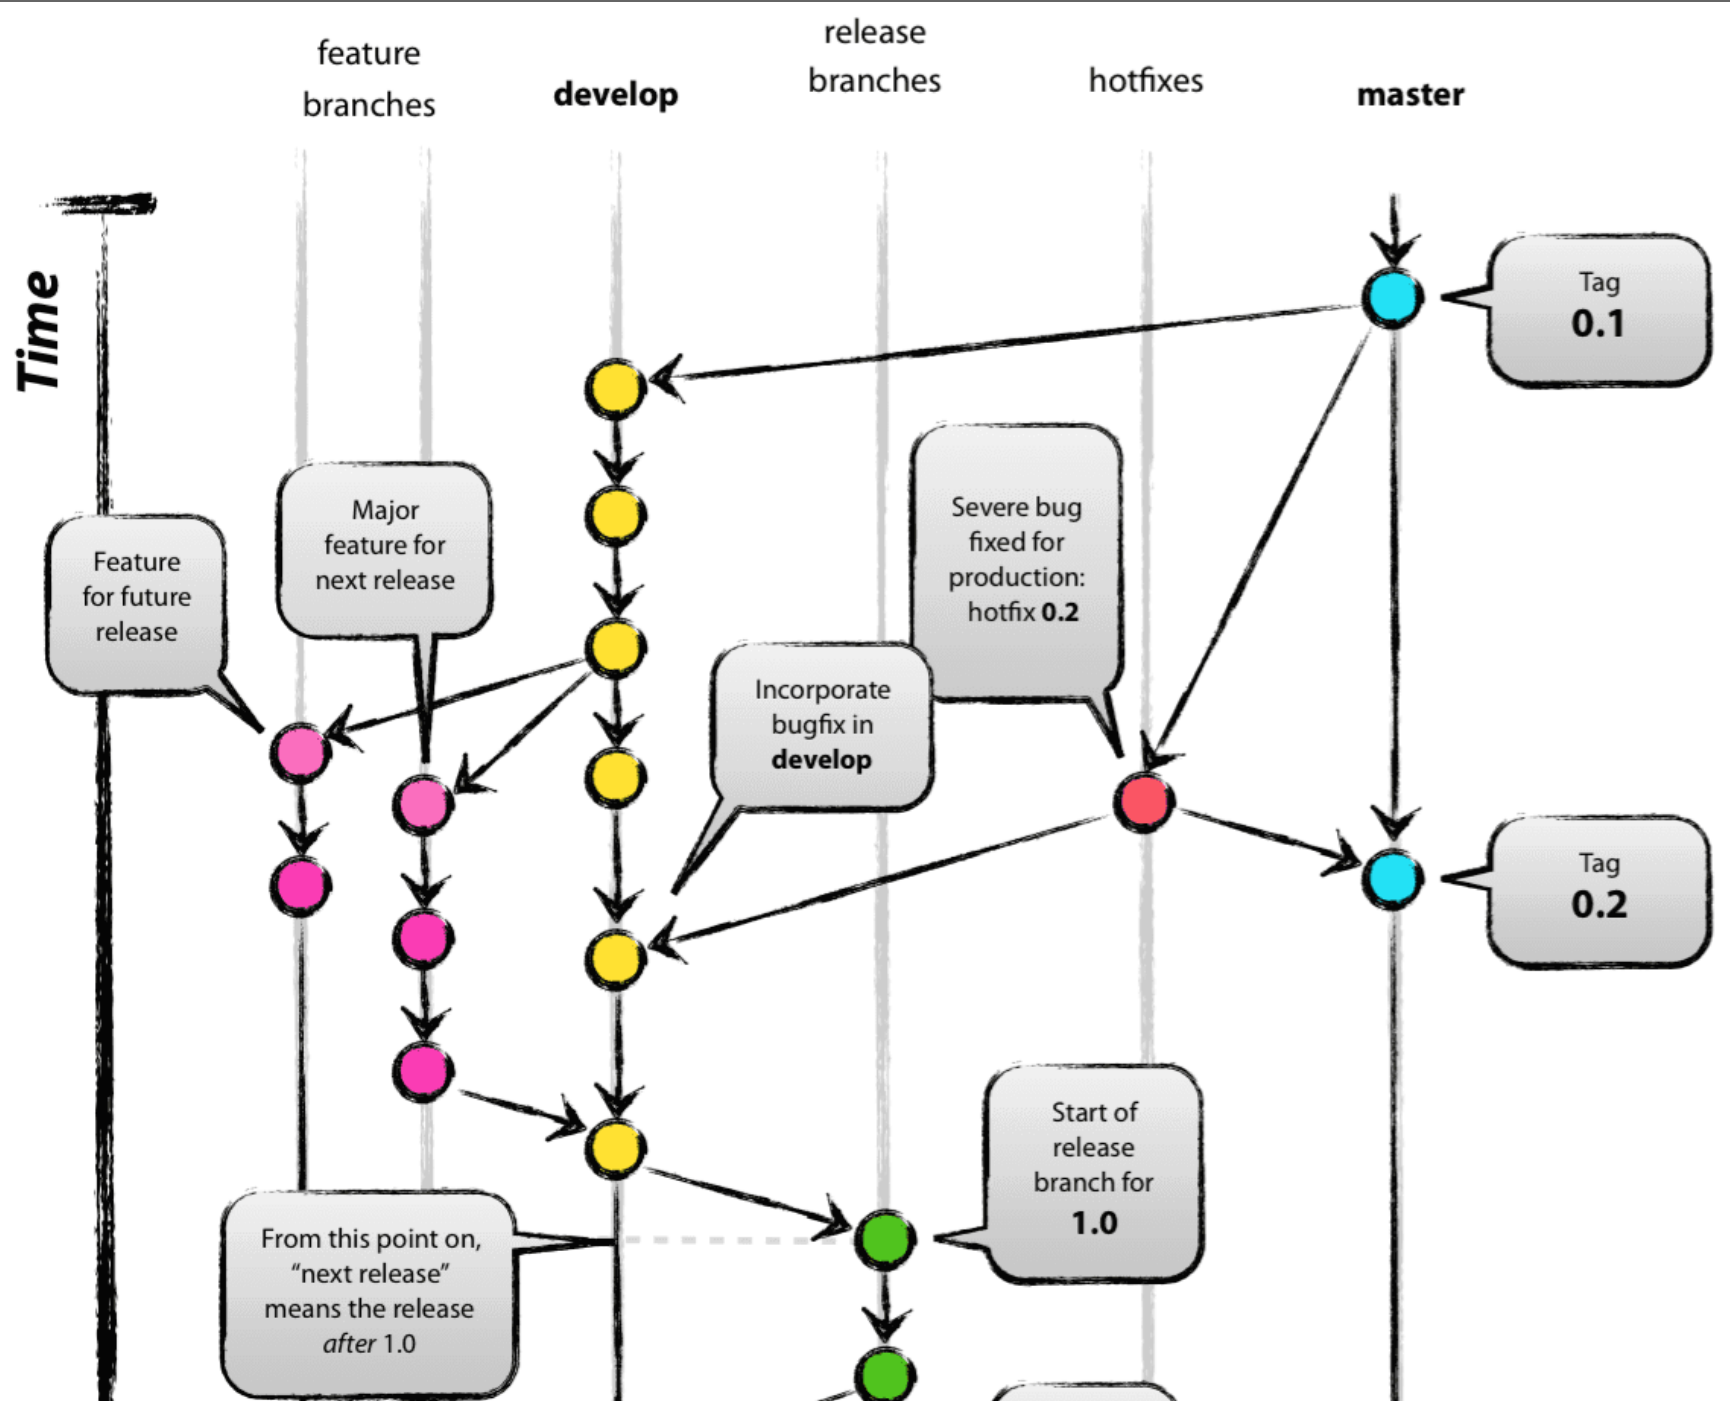 feature
branches
develop
release
branches
hotfixes
master
Time
Tag
0.1
Feature
for future
release
Major
feature for
next release
Severe bug
fixed for
production:
hotfix 0.2
Incorporate
bugfix in
develop
Tag
0.2
Start of
release
branch for
1.0
From this point on,
“next release”
means the release
after 1.0